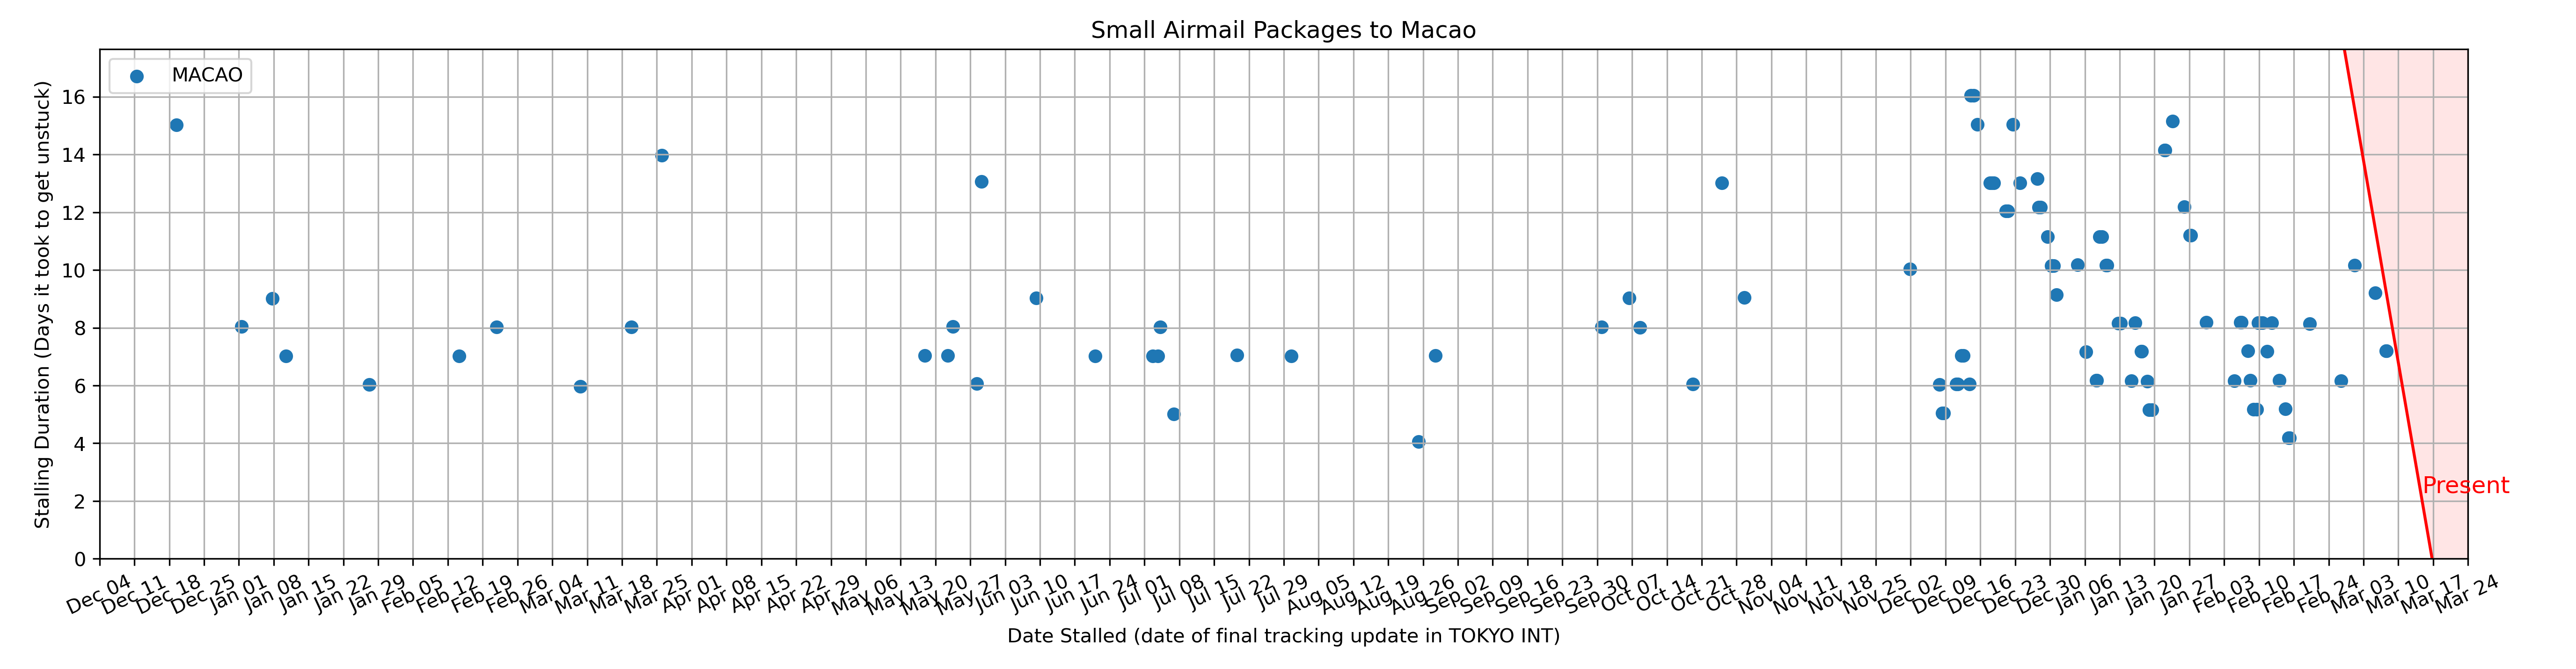 Small Airmail Packages to Macao
MACAO
Stalling Duration (Days it took to get unstuck)
16
14
12
10
8
6
4
2
0
Present
Dec 04
Dec 11
Dec 18
Dec 25
Jan 01
Jan 08
Jan 15
Jan 22
Jan 29
Feb 05
Feb 12
Feb 19
Feb 26
Mar 04
Mar 11
Mar 18
Mar 25
Apr 01
Apr 08
Apr 15
Apr 22
Apr 29
May 06
May 13
May 20
May 27
Jun 03
Jun 10
Jun 17
Jun 24
Jul 01
Jul 08
Jul 15
Jul 22
Jul 29
Aug 05
Aug 12
Aug 19
Aug 26
Sep 02
Sep 09
Sep 16
Sep 23
Sep 30
Oct 07
Oct 14
Oct 21
Oct 28
Nov 04
Nov 11
Nov 18
Nov 25
Dec 02
Dec 09
Dec 16
Dec 23
Dec 30
Jan 06
Jan 13
Jan 20
Jan 27
Feb 03
Feb 10
Feb 17
Feb 24
Mar 03
Mar 10
Mar 17
Mar 24
Date Stalled (date of final tracking update in TOKYO INT)